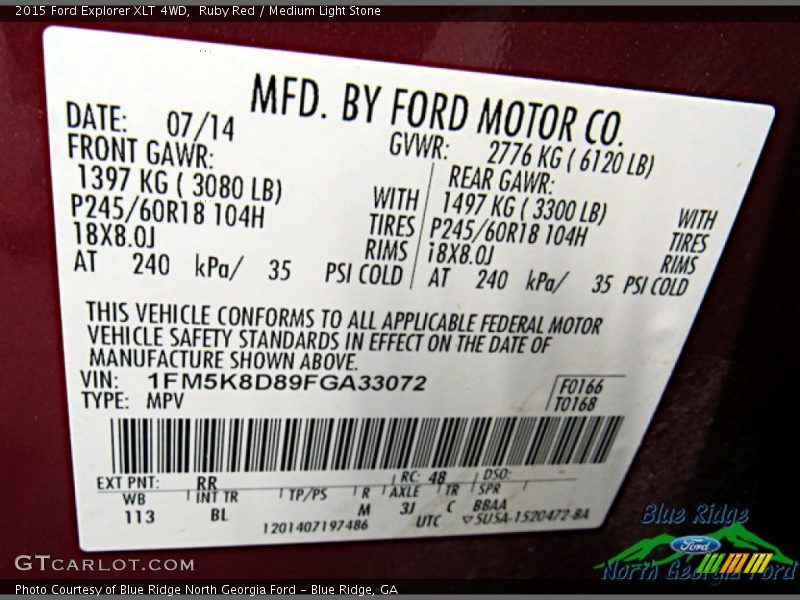 2015 Ford Explorer XLT 4WD, Ruby Red / Medium Light Stone
MFD. BY FORD MOTOR CO.
DATE: 07/14 GVWR: 2776 KG ( 6120 LB)
FRONT GAWR: REAR GAWR:
1397 KG ( 3080 LB) WITH 1497 KG ( 3300 LB) WITH
P245/60R18 104H TIRES P245/60R18 104H TIRES
18X8.0J RIMS 18X8.0J RIMS
AT 240 kPa/ 35 PSI COLD AT 240 kPa/ 35 PSI COLD
THIS VEHICLE CONFORMS TO ALL APPLICABLE FEDERAL MOTOR
VEHICLE SAFETY STANDARDS IN EFFECT ON THE DATE OF
MANUFACTURE SHOWN ABOVE.
VIN: 1FM5K8D89FGA33072 F0166
TYPE: MPV T0168
EXT PNT: RR RC: 48 DSO:
WB INT TR TP/PS R AXLE TR SPR
113 BL M 3J C BBAA
1201407197486 UTC 5U5A-1520472-BA
Blue Ridge
Ford
North Georgia Ford
GTCARLOT.COM
Photo Courtesy of Blue Ridge North Georgia Ford - Blue Ridge, GA